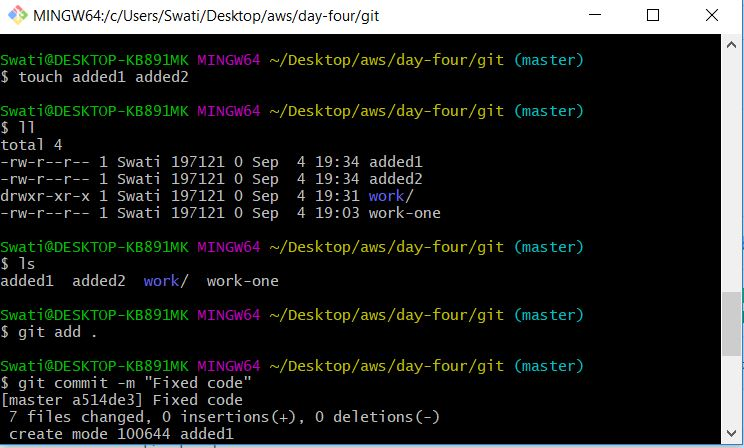 MINGW64:/c/Users/Swati/Desktop/aws/day-four/git
Swati@DESKTOP-KB891MK MINGW64 ~/Desktop/aws/day-four/git (master)
$ touch added1 added2
Swati@DESKTOP-KB891MK MINGW64 ~/Desktop/aws/day-four/git (master)
$ ll
total 4
-rw-r--r-- 1 Swati 197121 0 Sep  4 19:34 added1
-rw-r--r-- 1 Swati 197121 0 Sep  4 19:34 added2
drwxr-xr-x 1 Swati 197121 0 Sep  4 19:31 work/
-rw-r--r-- 1 Swati 197121 0 Sep  4 19:03 work-one
Swati@DESKTOP-KB891MK MINGW64 ~/Desktop/aws/day-four/git (master)
$ ls
added1  added2  work/  work-one
Swati@DESKTOP-KB891MK MINGW64 ~/Desktop/aws/day-four/git (master)
$ git add .
Swati@DESKTOP-KB891MK MINGW64 ~/Desktop/aws/day-four/git (master)
$ git commit -m "Fixed code"
[master a514de3] Fixed code
 7 files changed, 0 insertions(+), 0 deletions(-)
 create mode 100644 added1